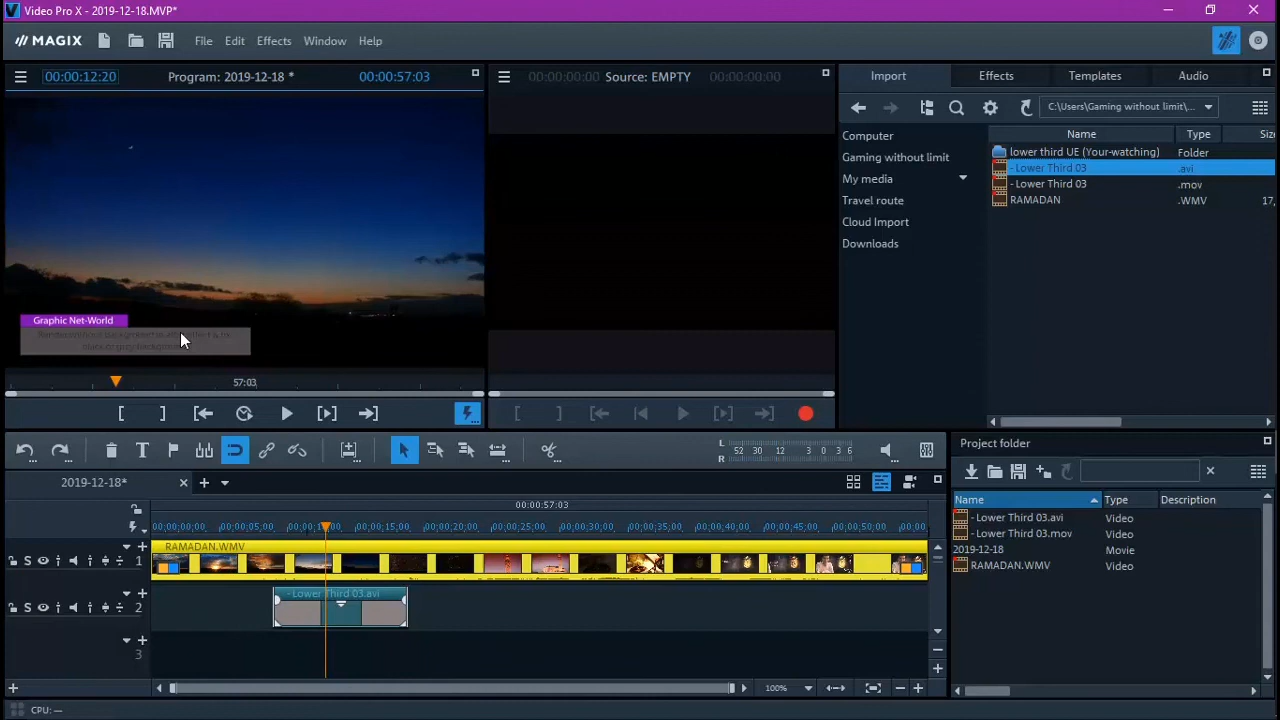 Video Pro X - 2019-12-18.MVP*
MAGIX
File Edit Effects Window Help
00:00:12:20 Program: 2019-12-18 * 00:00:57:03
00:00:00:00 Source: EMPTY 00:00:00:00
Import Effects Templates Audio
C:\Users\Gaming without limit\...
Computer
Gaming without limit
My media
Travel route
Cloud Import
Downloads
Name Type Size
lower third UE (Your-watching) Folder
- Lower Third 03 .avi
- Lower Third 03 .mov
RAMADAN .WMV 17,
Graphic Net-World
57:03
L
52 30 12 3 0 3 6
R
2019-12-18*
00:00:57:03
00:00:00:00 00:00:05:00 00:00:10:00 00:00:15:00 00:00:20:00 00:00:25:00 00:00:30:00 00:00:35:00 00:00:40:00 00:00:45:00 00:00:50:00 00:00
RAMADAN.WMV
S 1
- Lower Third 03.avi
S 2
3
100%
Project folder
Name Type Description
- Lower Third 03.avi Video
- Lower Third 03.mov Video
2019-12-18 Movie
RAMADAN.WMV Video
CPU: —